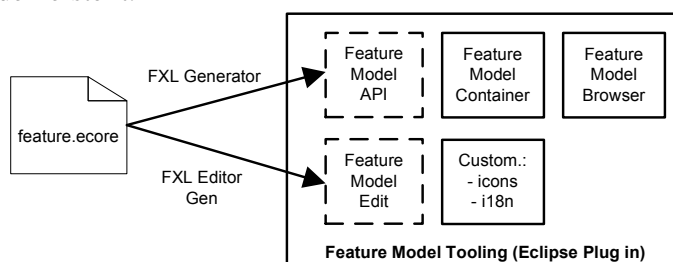 feature.ecore
FXL Generator
FXL Editor
Gen
Feature
Model
API
Feature
Model
Container
Feature
Model
Browser
Feature
Model
Edit
Custom.:
- icons
- i18n
Feature Model Tooling (Eclipse Plug in)